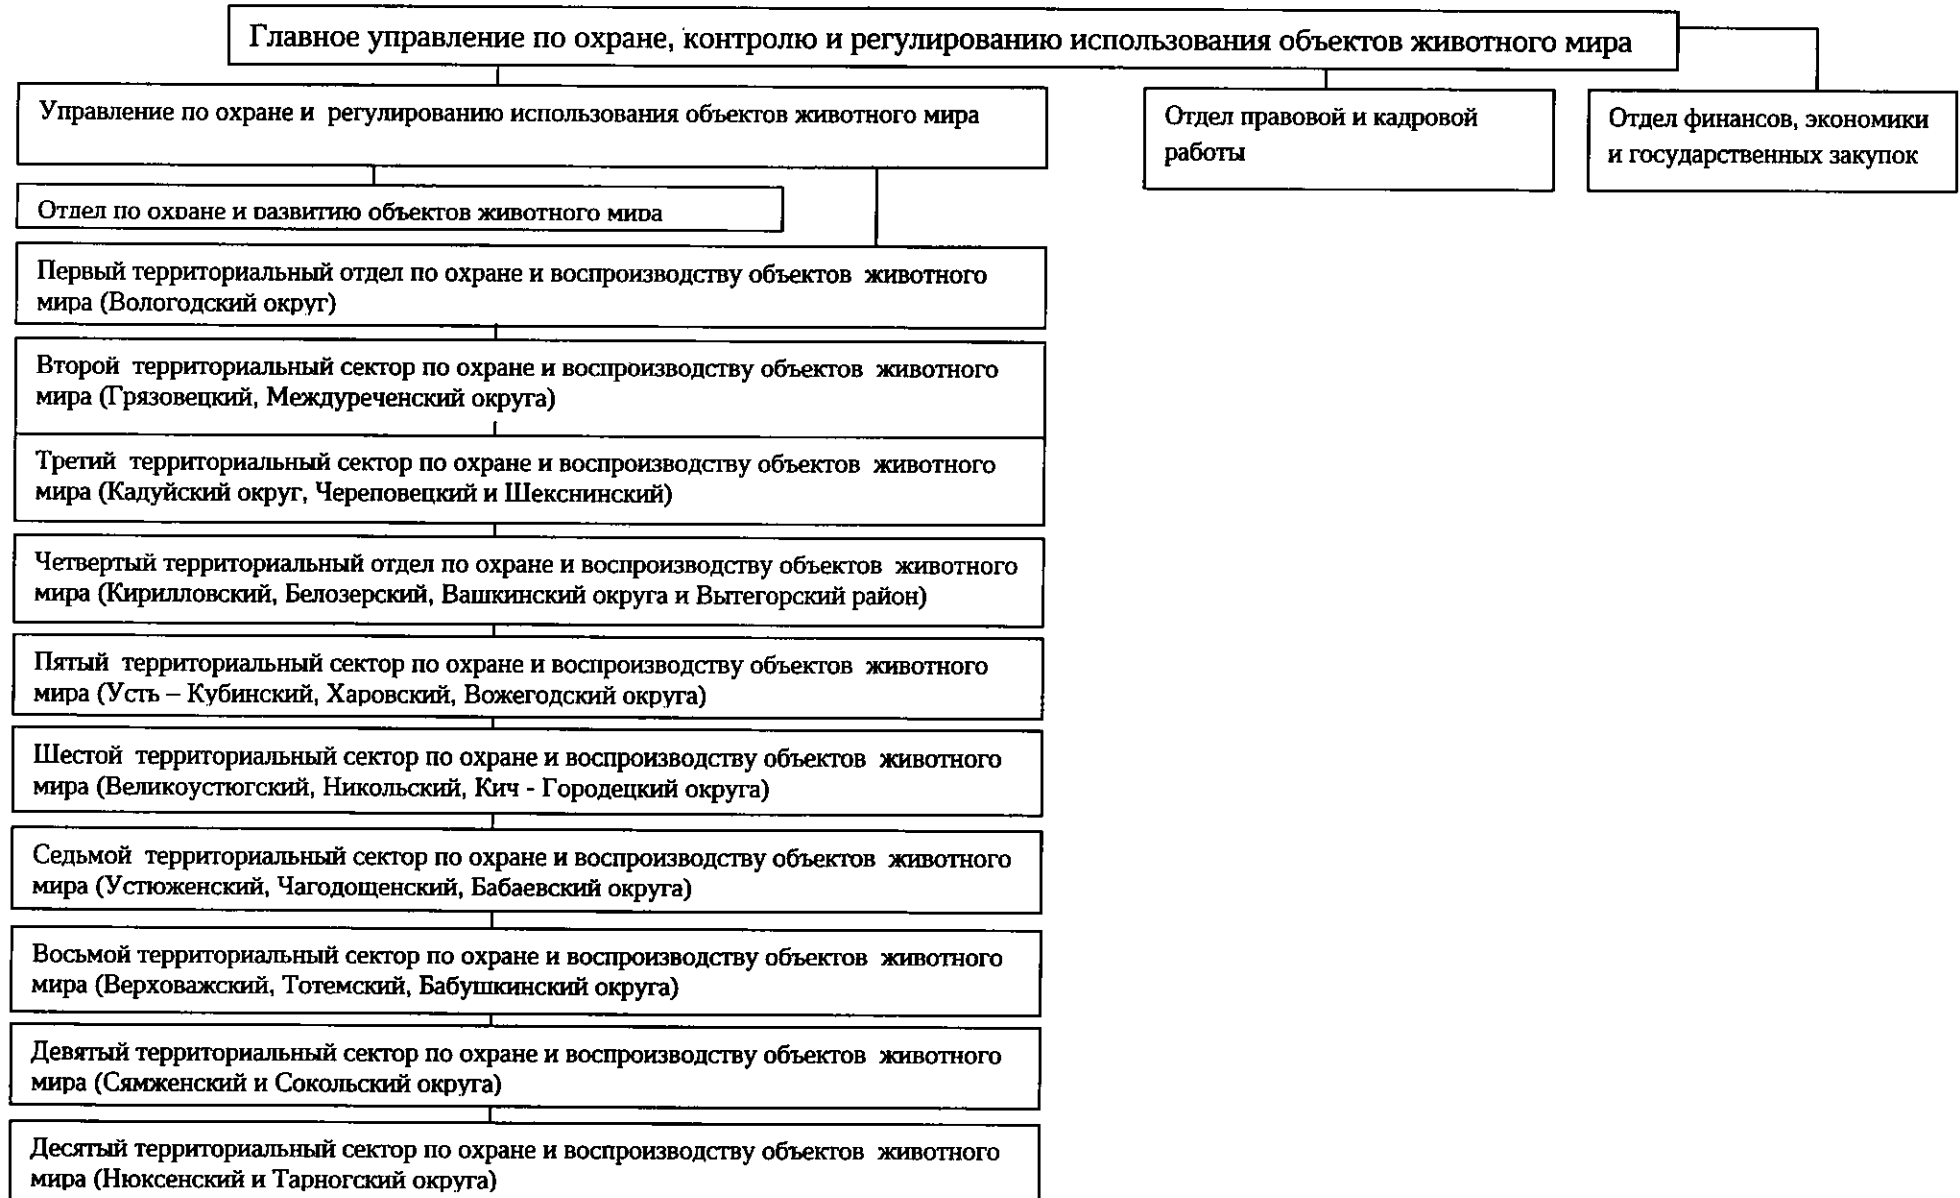 Главное управление по охране, контролю и регулированию использования объектов животного мира
Управление по охране и регулированию использования объектов животного мира
Отдел правовой и кадровой
работы
Отдел финансов, экономики
и государственных закупок
Отдел по охране и развитию объектов животного мира
Первый территориальный отдел по охране и воспроизводству объектов животного
мира (Вологодский округ)
Второй территориальный сектор по охране и воспроизводству объектов животного
мира (Грязовецкий, Междуреченский округа)
Третий территориальный сектор по охране и воспроизводству объектов животного
мира (Кадуйский округ, Череповецкий и Шекснинский)
Четвертый территориальный отдел по охране и воспроизводству объектов животного
мира (Кирилловский, Белозерский, Вашкинский округа и Вытегорский район)
Пятый территориальный сектор по охране и воспроизводству объектов животного
мира (Усть – Кубинский, Харовский, Вожегодский округа)
Шестой территориальный сектор по охране и воспроизводству объектов животного
мира (Великоустюгский, Никольский, Кич - Городецкий округа)
Седьмой территориальный сектор по охране и воспроизводству объектов животного
мира (Устюженский, Чагодощенский, Бабаевский округа)
Восьмой территориальный сектор по охране и воспроизводству объектов животного
мира (Верховажский, Тотемский, Бабушкинский округа)
Девятый территориальный сектор по охране и воспроизводству объектов животного
мира (Сямженский и Сокольский округа)
Десятый территориальный сектор по охране и воспроизводству объектов животного
мира (Нюксенский и Тарногский округа)